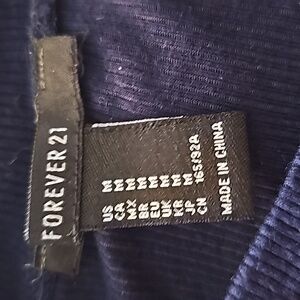 FOREVER 21
US M
CA M
MX M
BR M
EU M
UK M
KR M
JP M
CN 165/92A
MADE IN CHINA